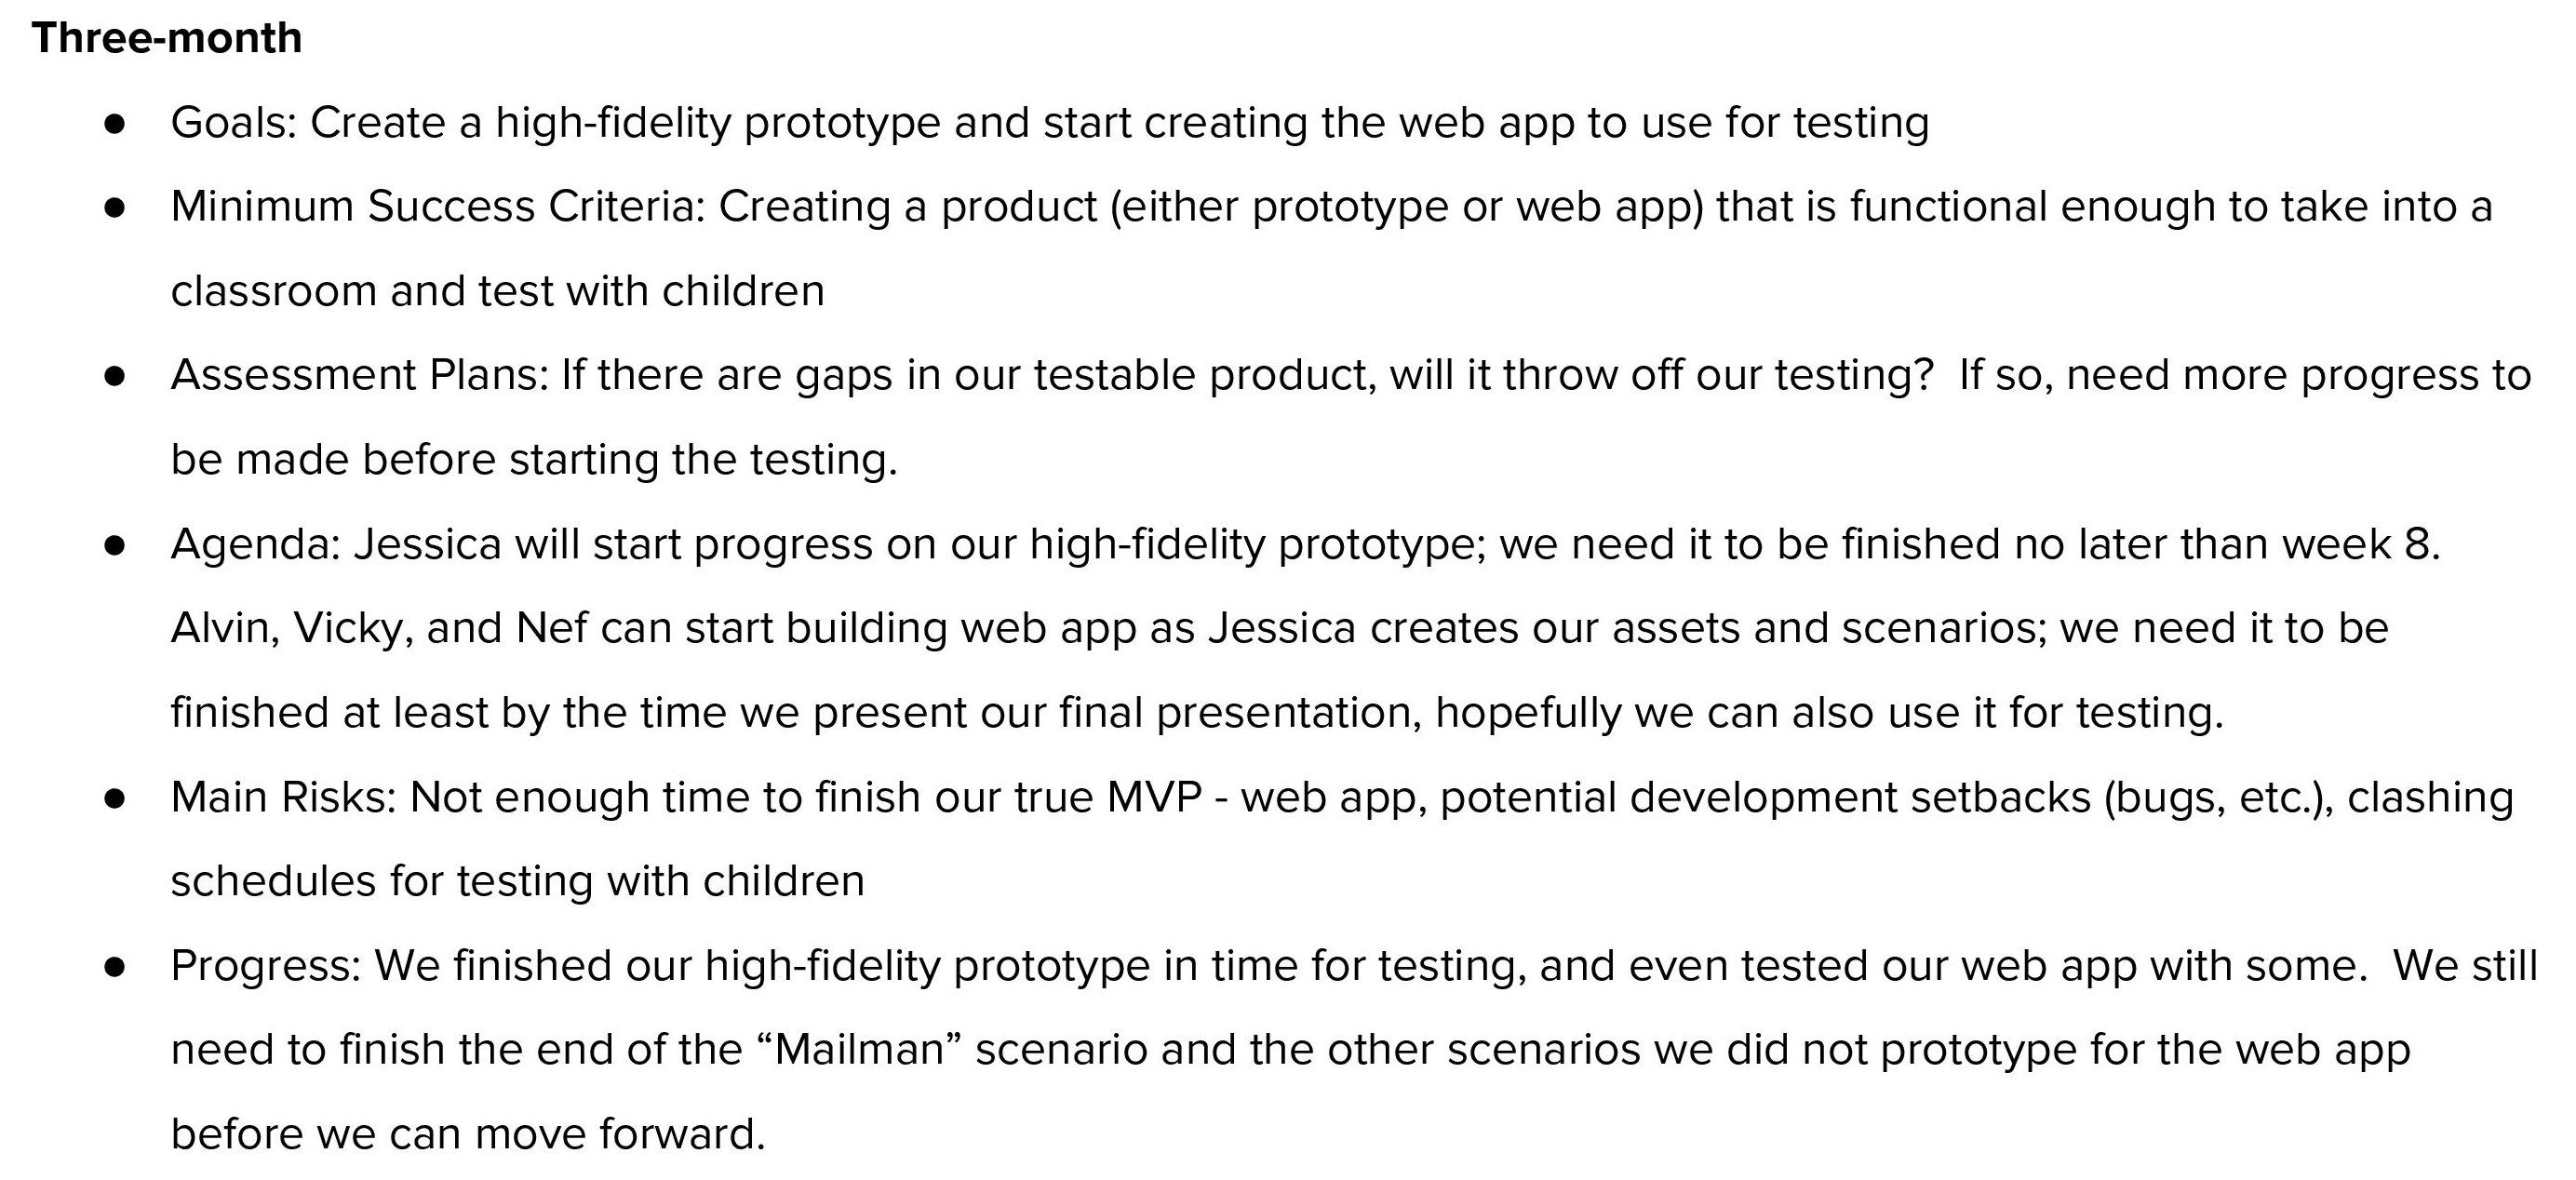 Three-month
● Goals: Create a high-fidelity prototype and start creating the web app to use for testing
● Minimum Success Criteria: Creating a product (either prototype or web app) that is functional enough to take into a
classroom and test with children
● Assessment Plans: If there are gaps in our testable product, will it throw off our testing?  If so, need more progress to
be made before starting the testing.
● Agenda: Jessica will start progress on our high-fidelity prototype; we need it to be finished no later than week 8.
Alvin, Vicky, and Nef can start building web app as Jessica creates our assets and scenarios; we need it to be
finished at least by the time we present our final presentation, hopefully we can also use it for testing.
● Main Risks: Not enough time to finish our true MVP - web app, potential development setbacks (bugs, etc.), clashing
schedules for testing with children
● Progress: We finished our high-fidelity prototype in time for testing, and even tested our web app with some.  We still
need to finish the end of the “Mailman” scenario and the other scenarios we did not prototype for the web app
before we can move forward.